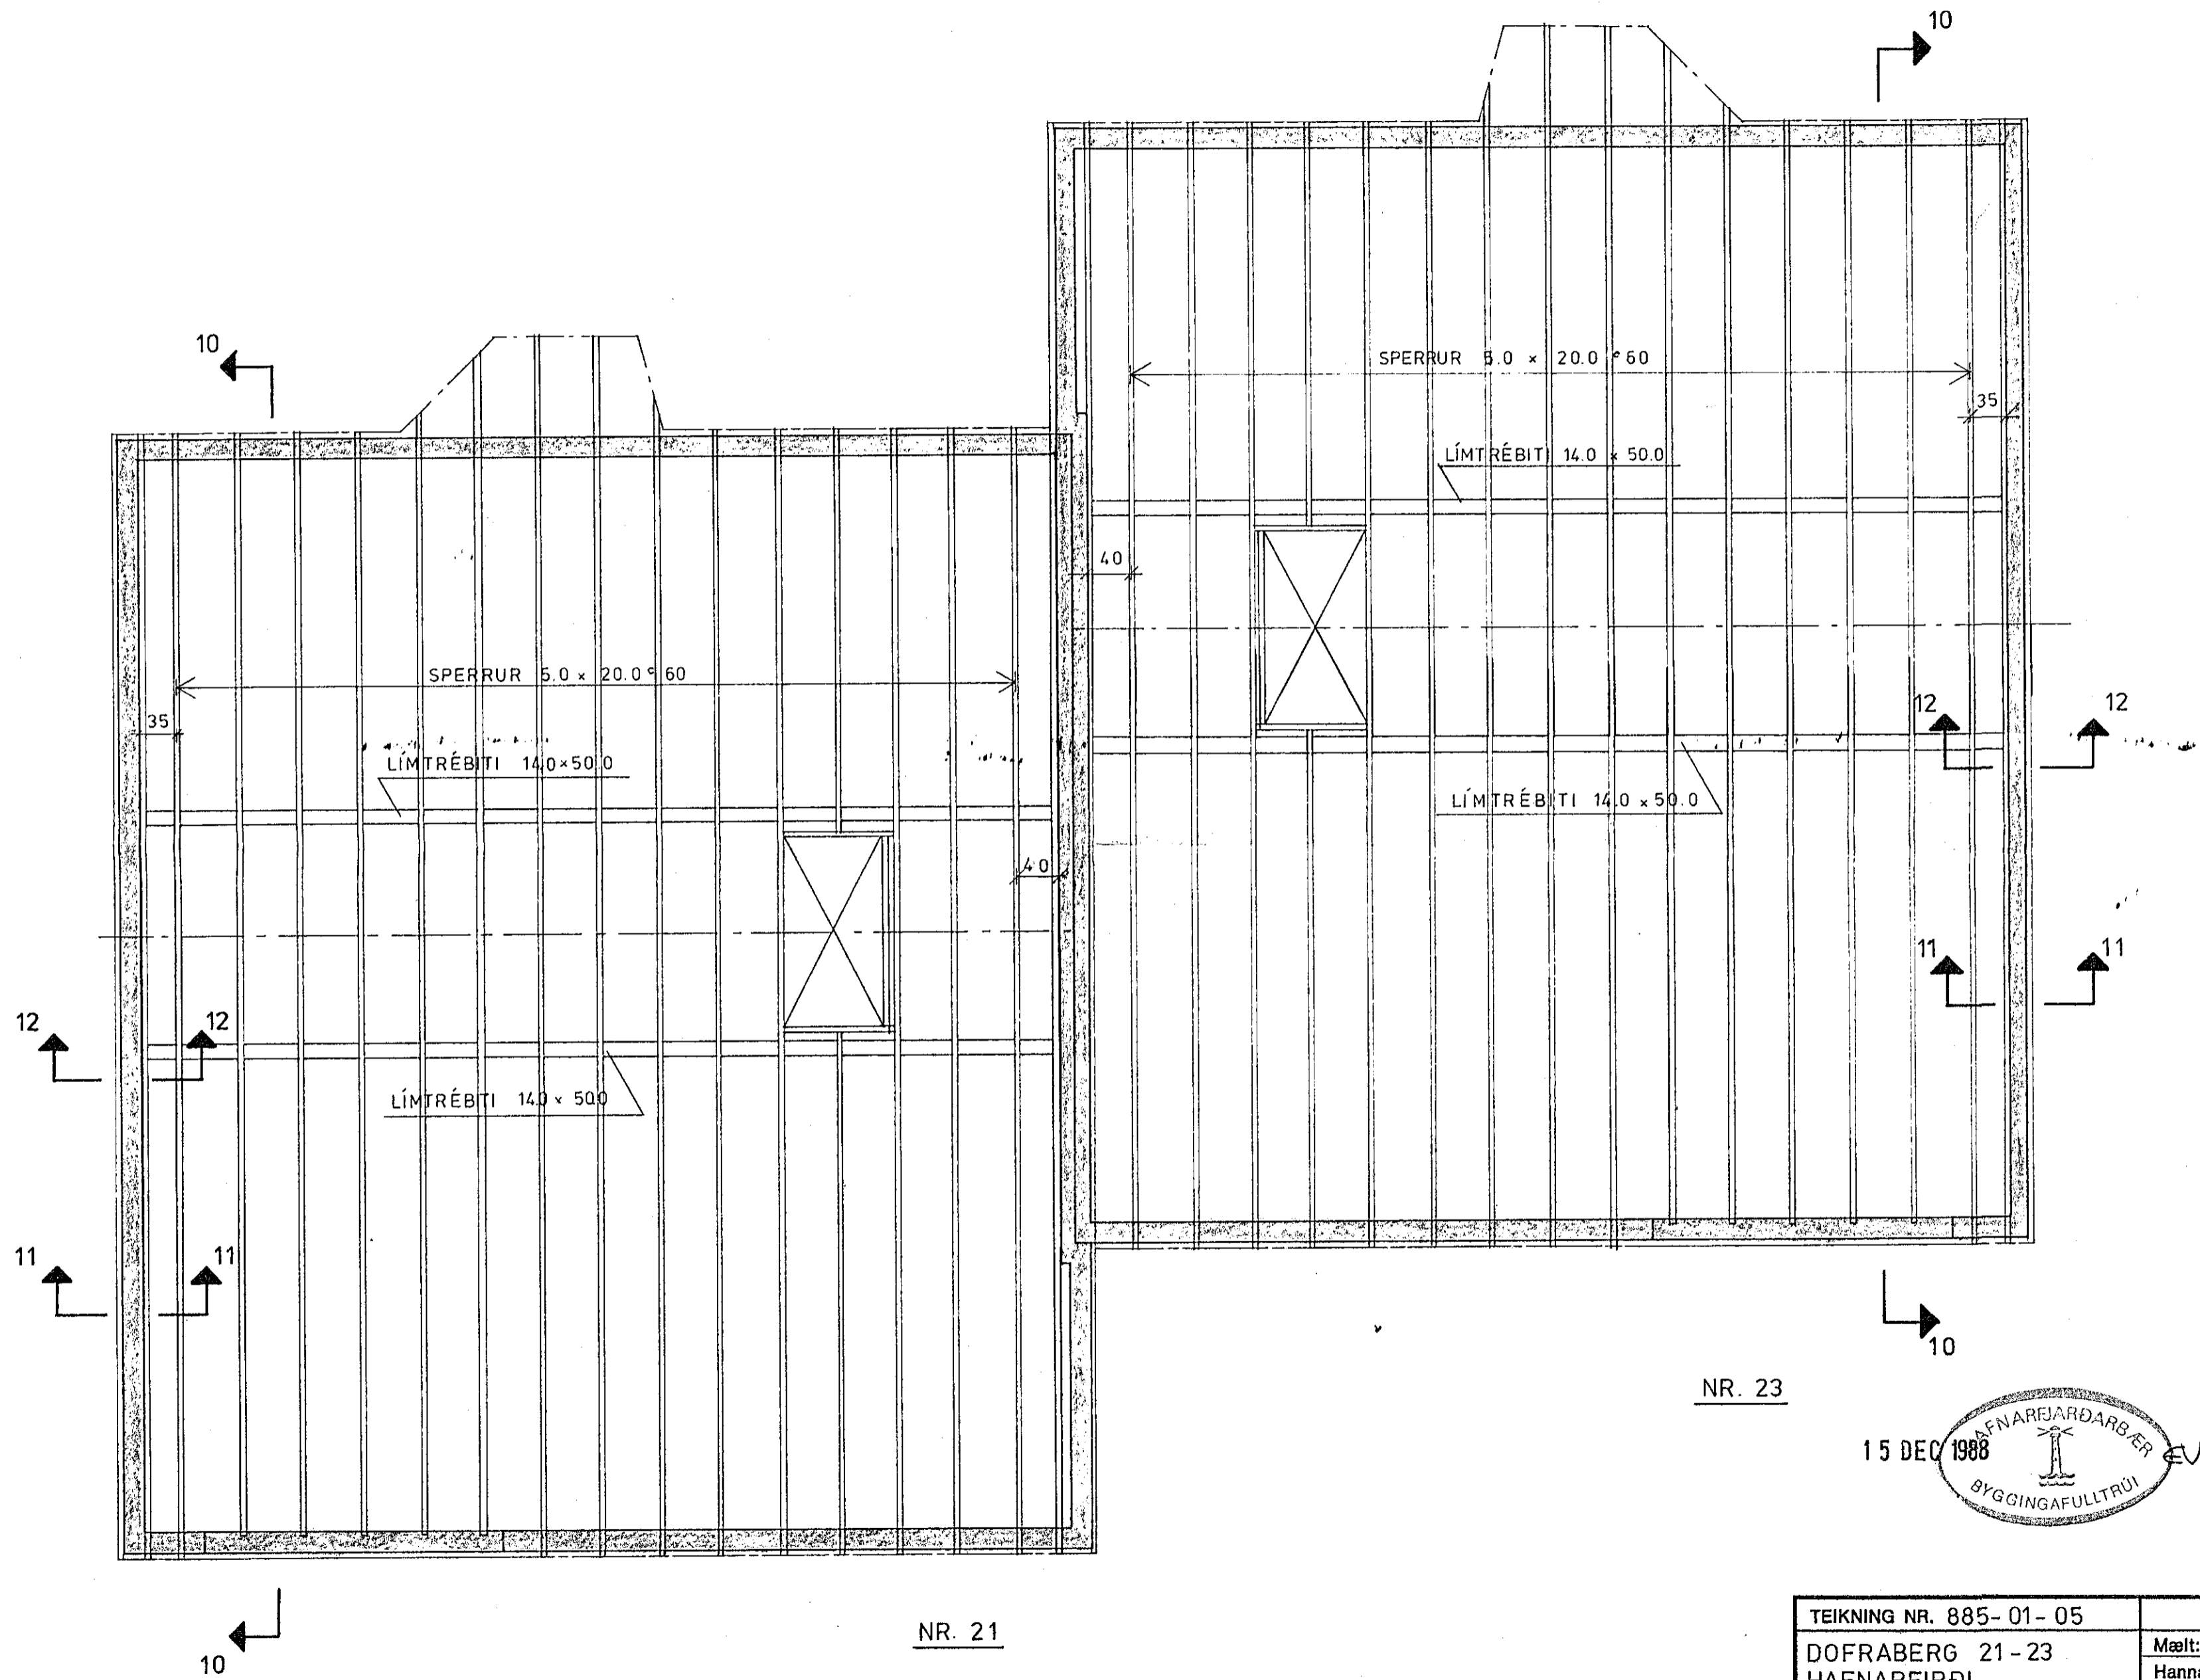 10
10
SPERRUR 5.0 × 20.0 c 60
35
LÍMTRÉBITI 14.0 × 50.0
40
12 12
LÍMTRÉBITI 14.0 × 50.0
11 11
10
NR. 23
10
SPERRUR 5.0 × 20.0 c 60
35
LÍMTRÉBITI 14.0 × 50.0
40
12 12
LÍMTRÉBITI 14.0 × 50.0
11 11
10
NR. 21
15 DEC 1988
HAFNARFJARÐARBÆR
BYGGINGAFULLTRÚI
TEIKNING NR. 885-01-05
DOFRABERG 21-23
HAFNARFIRÐI
Mælt: